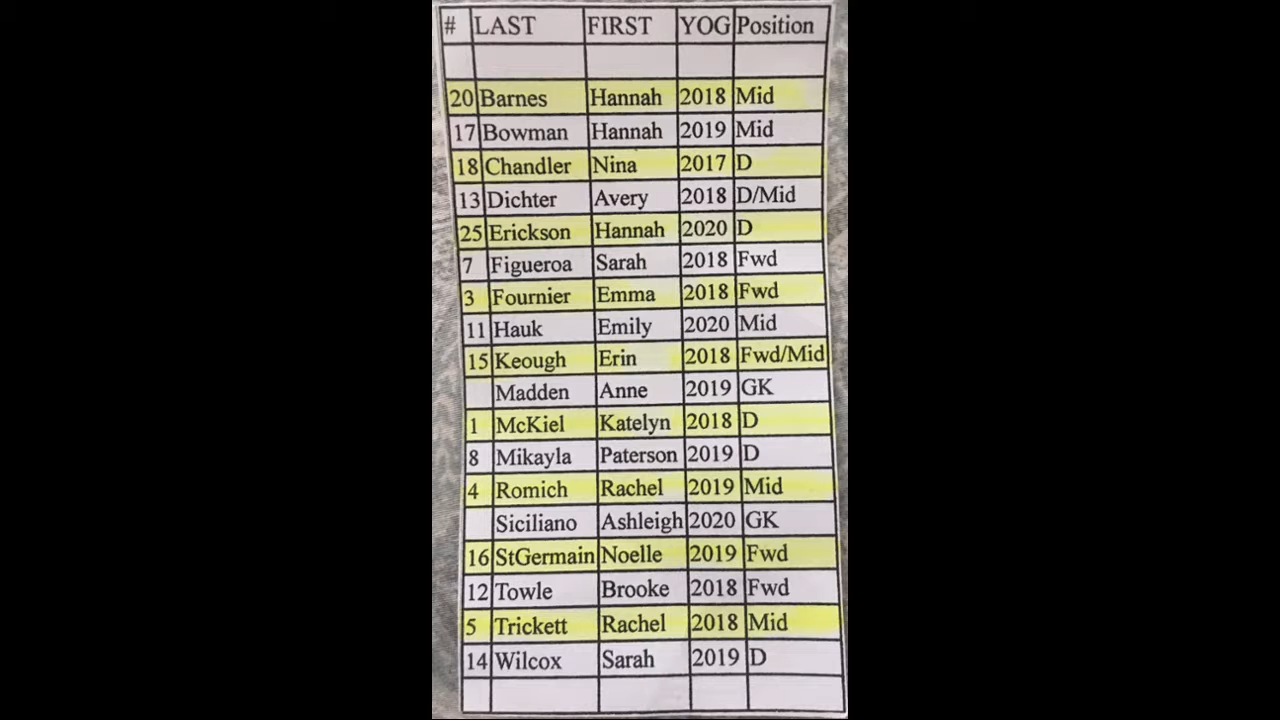 # LAST FIRST YOG Position
20 Barnes Hannah 2018 Mid
17 Bowman Hannah 2019 Mid
18 Chandler Nina 2017 D
13 Dichter Avery 2018 D/Mid
25 Erickson Hannah 2020 D
7 Figueroa Sarah 2018 Fwd
3 Fournier Emma 2018 Fwd
11 Hauk Emily 2020 Mid
15 Keough Erin 2018 Fwd/Mid
Madden Anne 2019 GK
1 McKiel Katelyn 2018 D
8 Mikayla Paterson 2019 D
4 Romich Rachel 2019 Mid
Siciliano Ashleigh 2020 GK
16 StGermain Noelle 2019 Fwd
12 Towle Brooke 2018 Fwd
5 Trickett Rachel 2018 Mid
14 Wilcox Sarah 2019 D